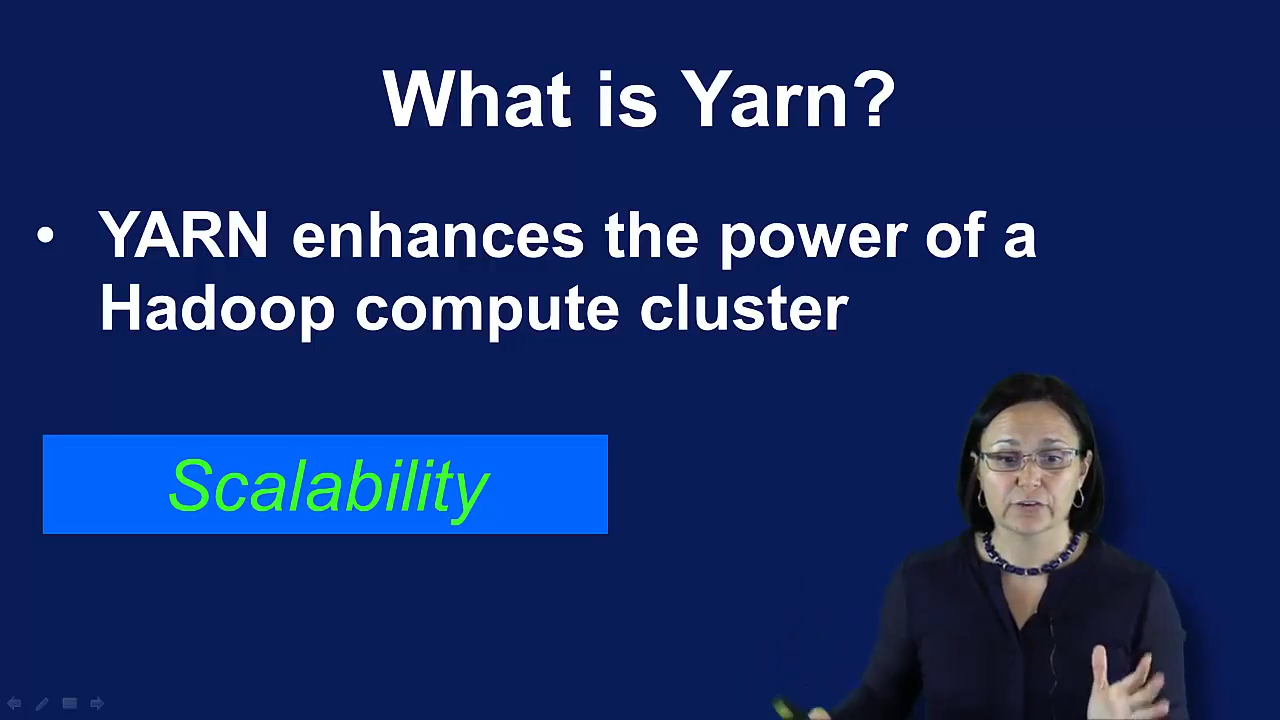 What is Yarn?
• YARN enhances the power of a
Hadoop compute cluster
Scalability